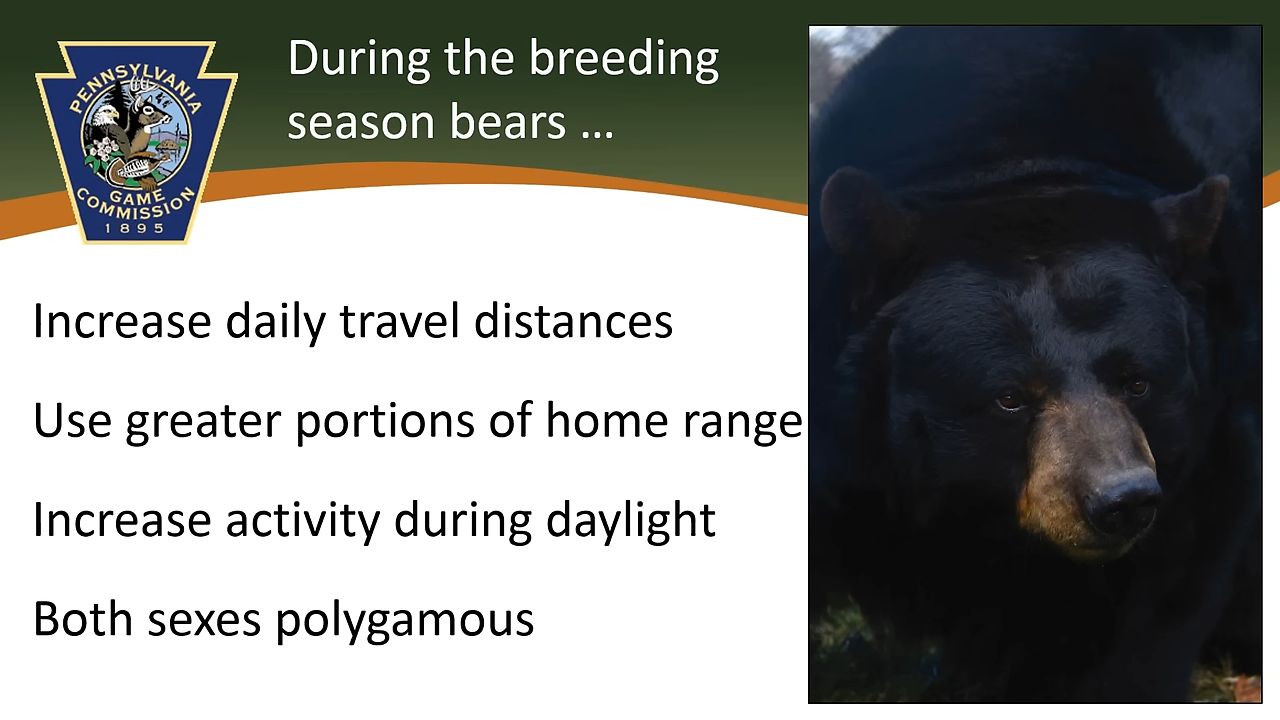 PENNSYLVANIA
GAME
COMMISSION
1895
During the breeding
season bears ...
Increase daily travel distances
Use greater portions of home range
Increase activity during daylight
Both sexes polygamous